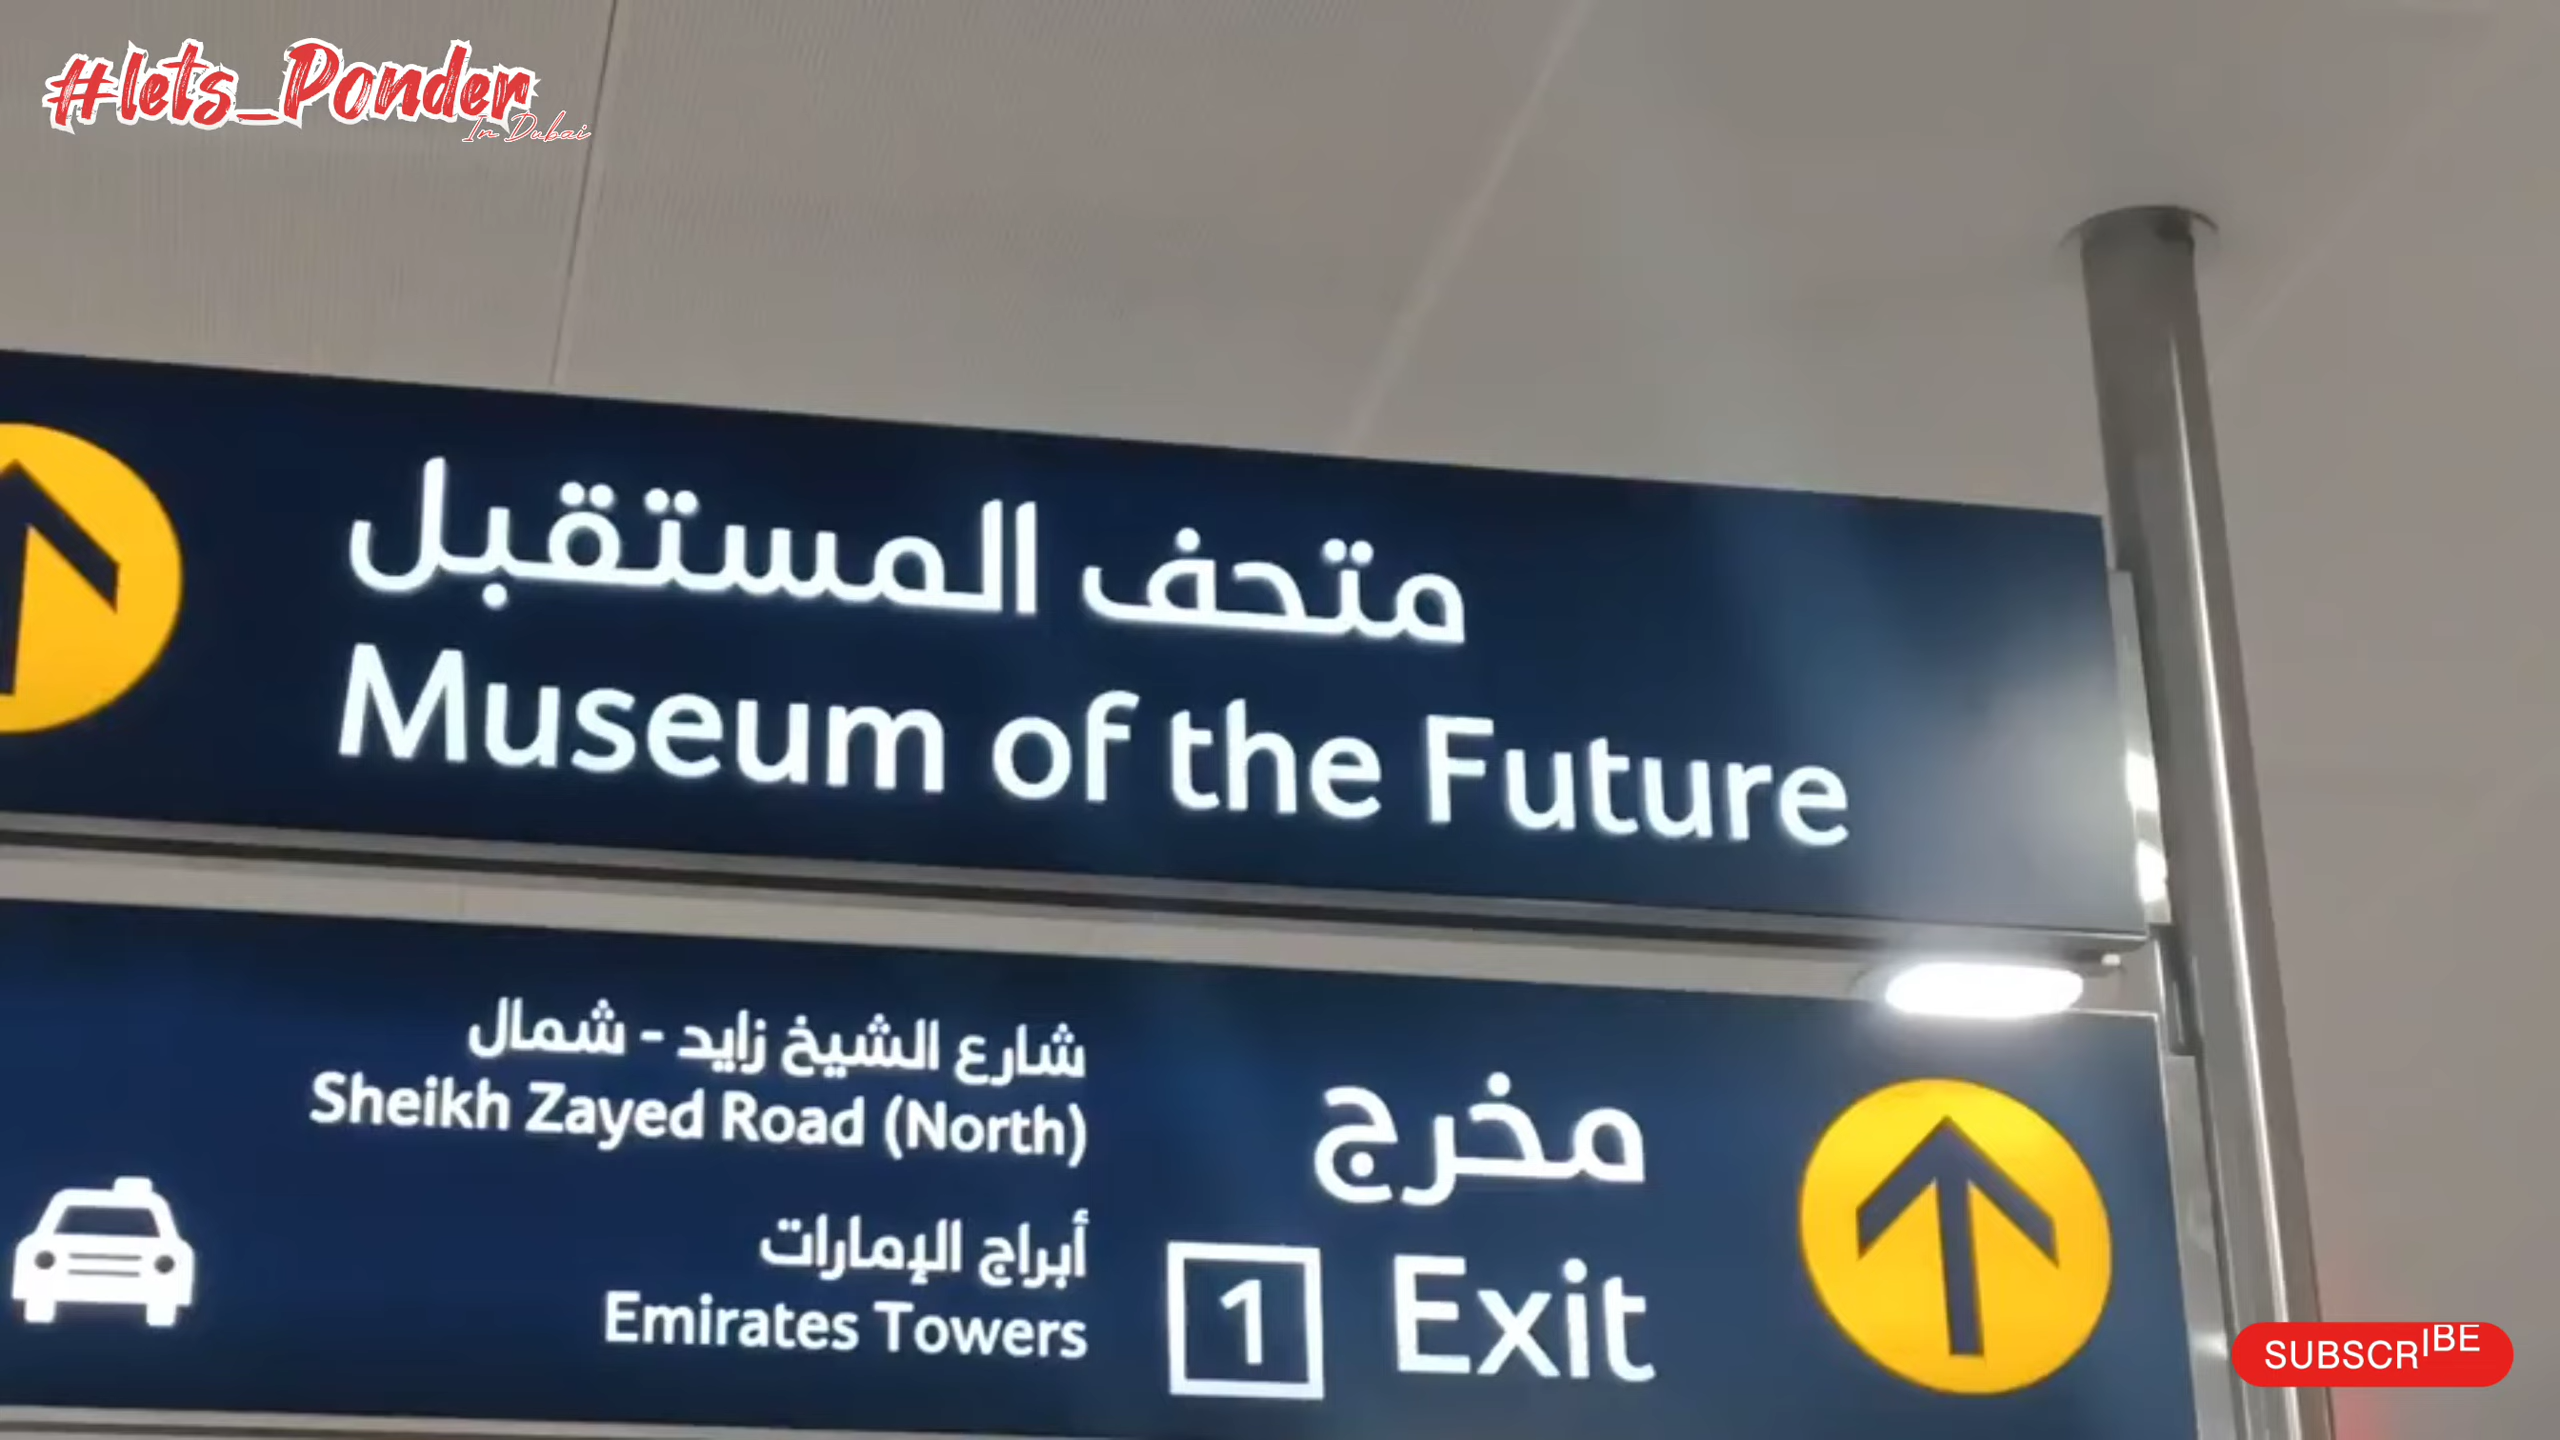 #lets_Ponder
In Dubai
متحف المستقبل
Museum of the Future
شارع الشيخ زايد - شمال
Sheikh Zayed Road (North)
أبراج الإمارات
Emirates Towers
مخرج
1 Exit
SUBSCRIBE